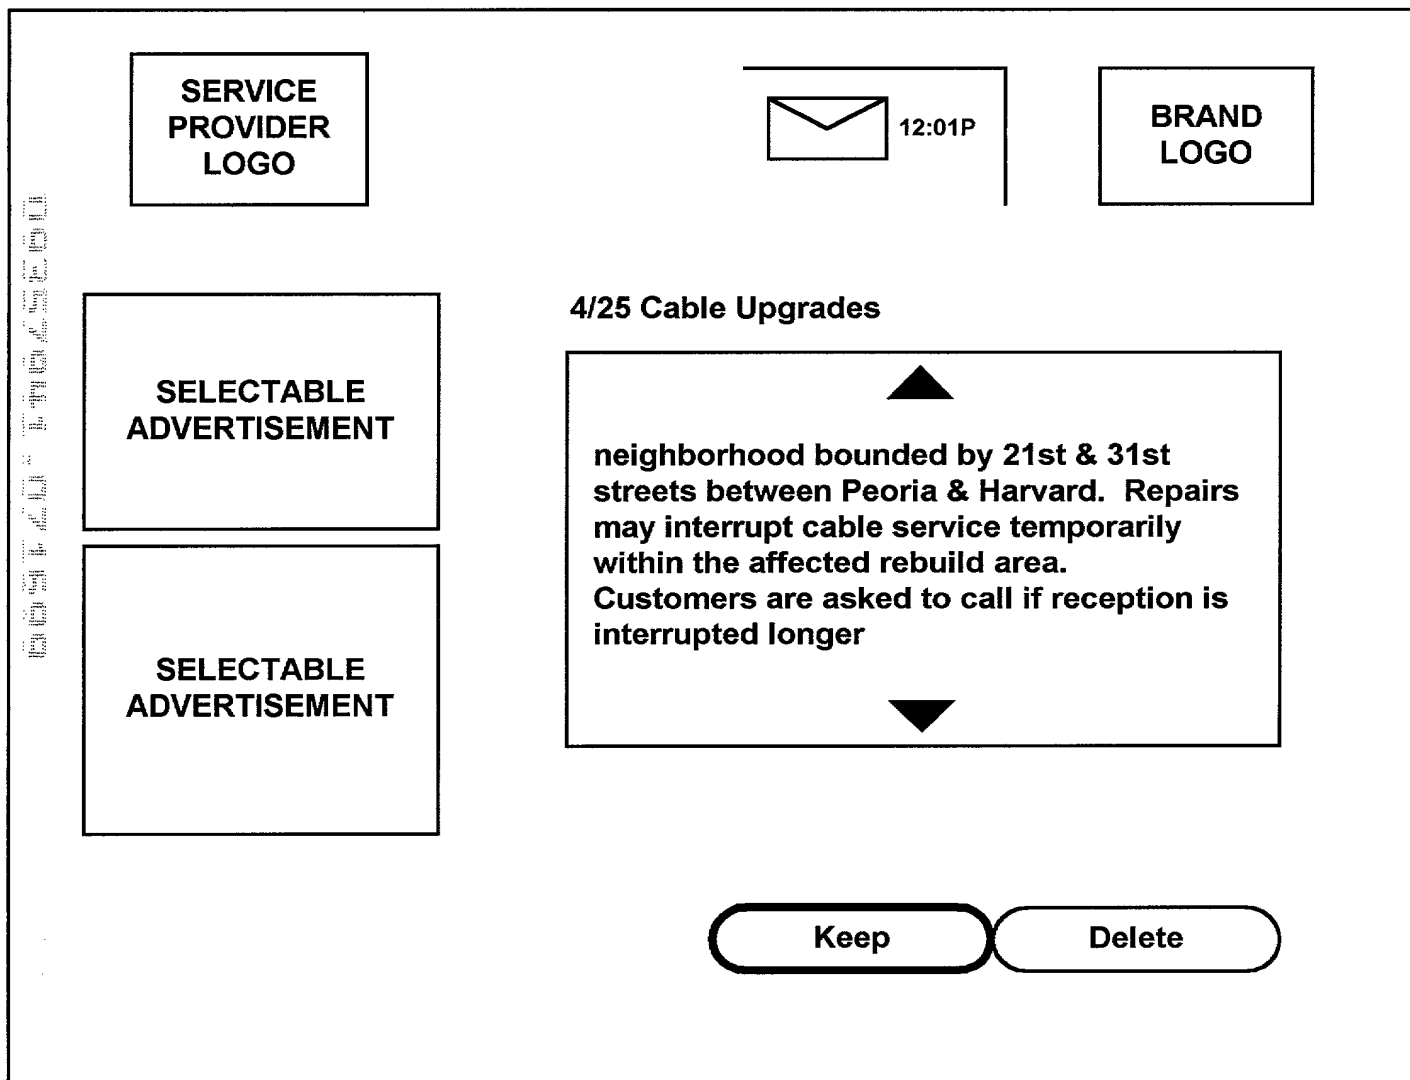 SERVICE
PROVIDER
LOGO
12:01P
BRAND
LOGO
4/25 Cable Upgrades
SELECTABLE
ADVERTISEMENT
neighborhood bounded by 21st & 31st
streets between Peoria & Harvard.  Repairs
may interrupt cable service temporarily
within the affected rebuild area.
Customers are asked to call if reception is
interrupted longer
SELECTABLE
ADVERTISEMENT
Keep
Delete